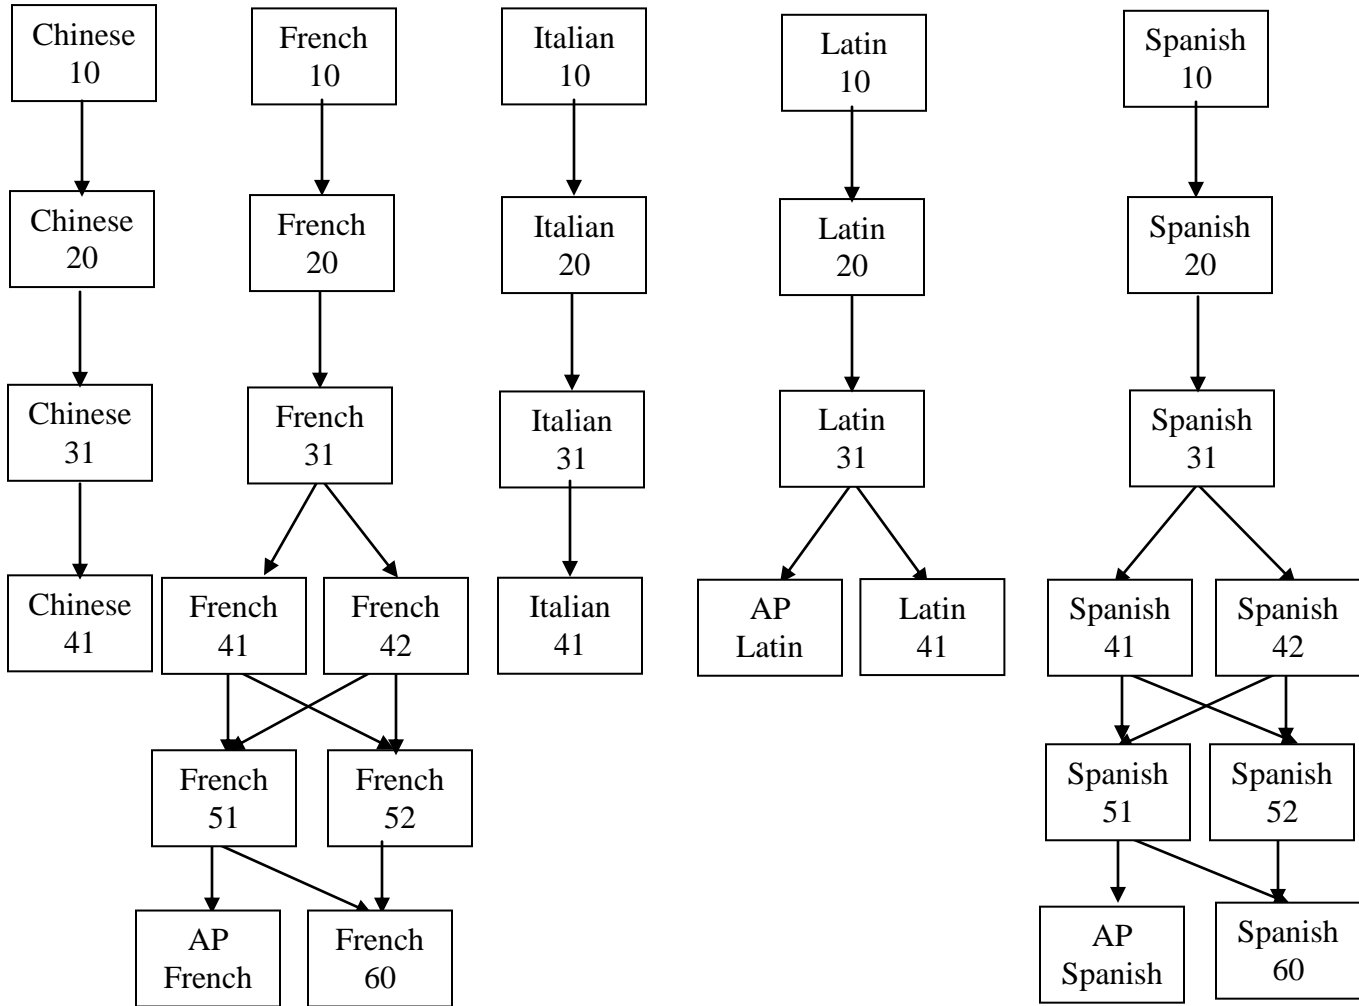 Chinese
10
French
10
Italian
10
Latin
10
Spanish
10
Chinese
20
French
20
Italian
20
Latin
20
Spanish
20
Chinese
31
French
31
Italian
31
Latin
31
Spanish
31
Chinese
41
French
41
French
42
Italian
41
AP
Latin
Latin
41
Spanish
41
Spanish
42
French
51
French
52
Spanish
51
Spanish
52
AP
French
French
60
AP
Spanish
Spanish
60